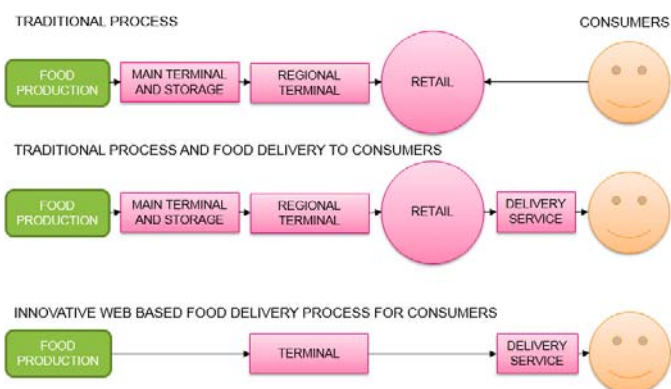 TRADITIONAL PROCESS
CONSUMERS
FOOD
PRODUCTION
MAIN TERMINAL
AND STORAGE
REGIONAL
TERMINAL
RETAIL
TRADITIONAL PROCESS AND FOOD DELIVERY TO CONSUMERS
FOOD
PRODUCTION
MAIN TERMINAL
AND STORAGE
REGIONAL
TERMINAL
RETAIL
DELIVERY
SERVICE
INNOVATIVE WEB BASED FOOD DELIVERY PROCESS FOR CONSUMERS
FOOD
PRODUCTION
TERMINAL
DELIVERY
SERVICE